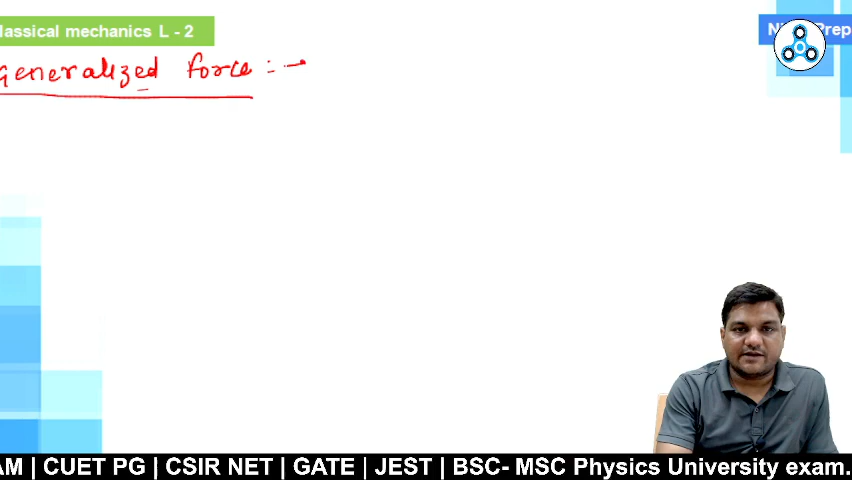 lassical mechanics L - 2
Generalized force :-
AM | CUET PG | CSIR NET | GATE | JEST | BSC- MSC Physics University exam.